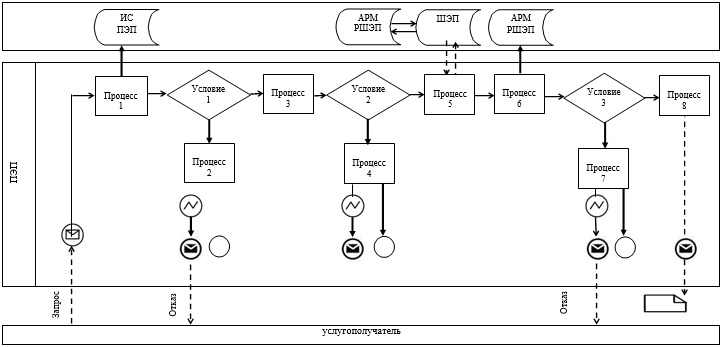 ИС
ПЭП
АРМ
РШЭП
ШЭП
АРМ
РШЭП
ПЭП
Процесс
1
Условие
1
Процесс
3
Условие
2
Процесс
5
Процесс
6
Условие
3
Процесс
8
Процесс
2
Процесс
4
Процесс
7
Запрос
Отказ
Отказ
услугополучатель